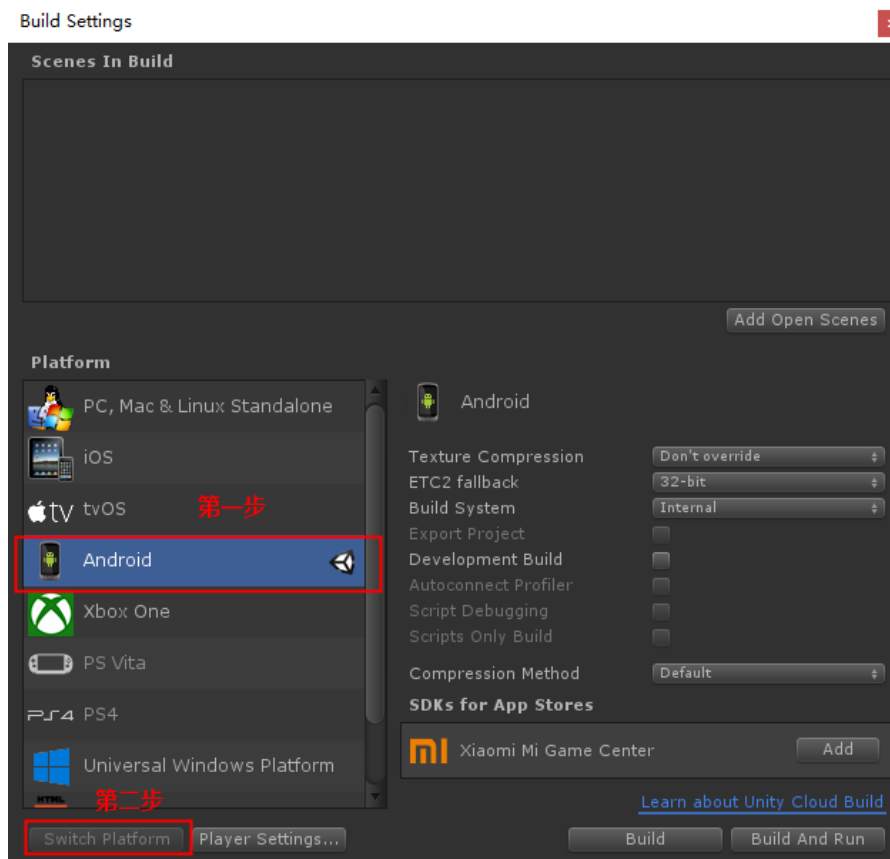 Build Settings
Scenes In Build
Add Open Scenes
Platform
PC, Mac & Linux Standalone
iOS
tv tvOS
第一步
Android
Xbox One
PS Vita
PS4 PS4
Universal Windows Platform
HTML
第二步
Switch Platform
Player Settings...
Android
Texture Compression Don't override
ETC2 fallback 32-bit
Build System Internal
Export Project
Development Build
Autoconnect Profiler
Script Debugging
Scripts Only Build
Compression Method Default
SDKs for App Stores
mi Xiaomi Mi Game Center Add
Learn about Unity Cloud Build
Build
Build And Run